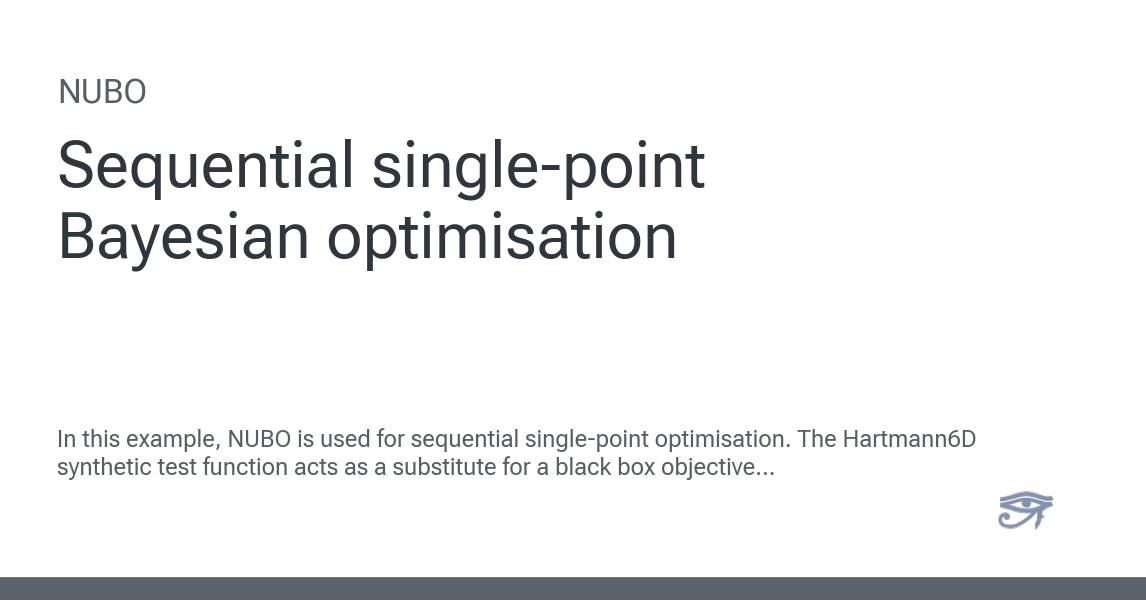 NUBO
Sequential single-point
Bayesian optimisation
In this example, NUBO is used for sequential single-point optimisation. The Hartmann6D
synthetic test function acts as a substitute for a black box objective...